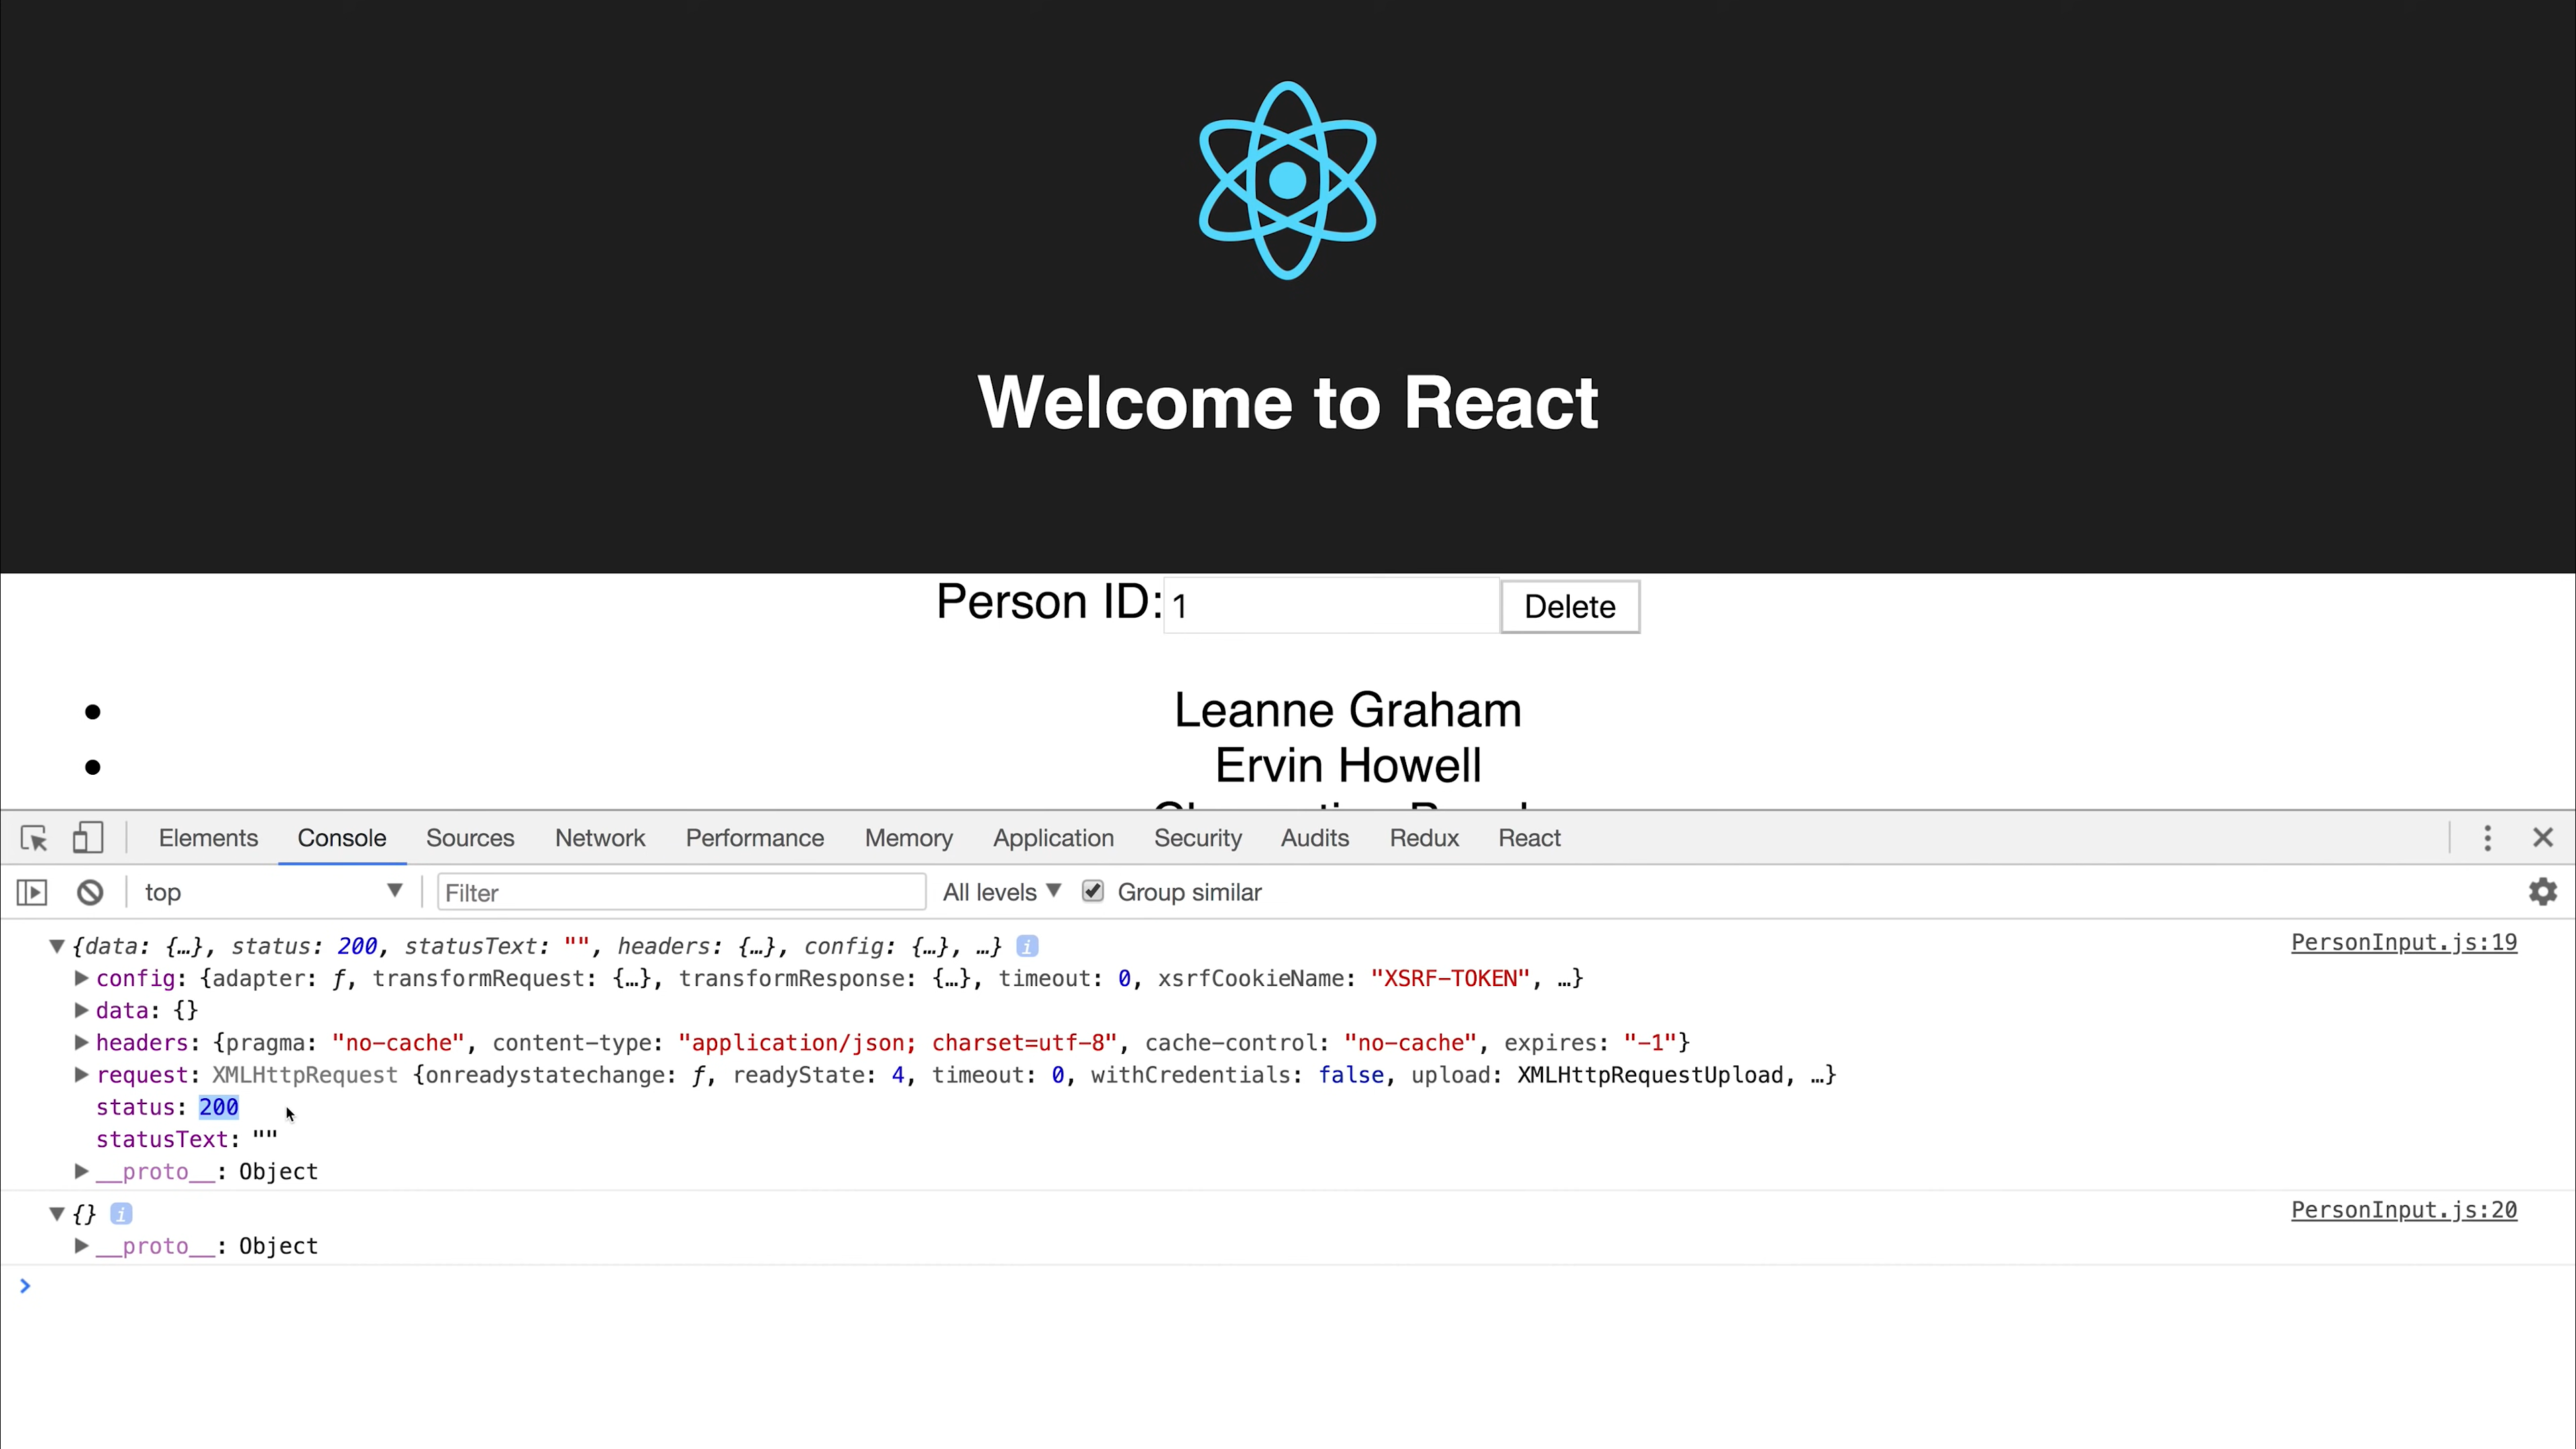 Welcome to React
Person ID: 1 Delete
Leanne Graham
Ervin Howell
Elements Console Sources Network Performance Memory Application Security Audits Redux React
top Filter All levels Group similar
{data: {…}, status: 200, statusText: "", headers: {…}, config: {…}, …} i PersonInput.js:19
config: {adapter: ƒ, transformRequest: {…}, transformResponse: {…}, timeout: 0, xsrfCookieName: "XSRF-TOKEN", …}
data: {}
headers: {pragma: "no-cache", content-type: "application/json; charset=utf-8", cache-control: "no-cache", expires: "-1"}
request: XMLHttpRequest {onreadystatechange: ƒ, readyState: 4, timeout: 0, withCredentials: false, upload: XMLHttpRequestUpload, …}
status: 200
statusText: ""
__proto__: Object
{} i PersonInput.js:20
__proto__: Object